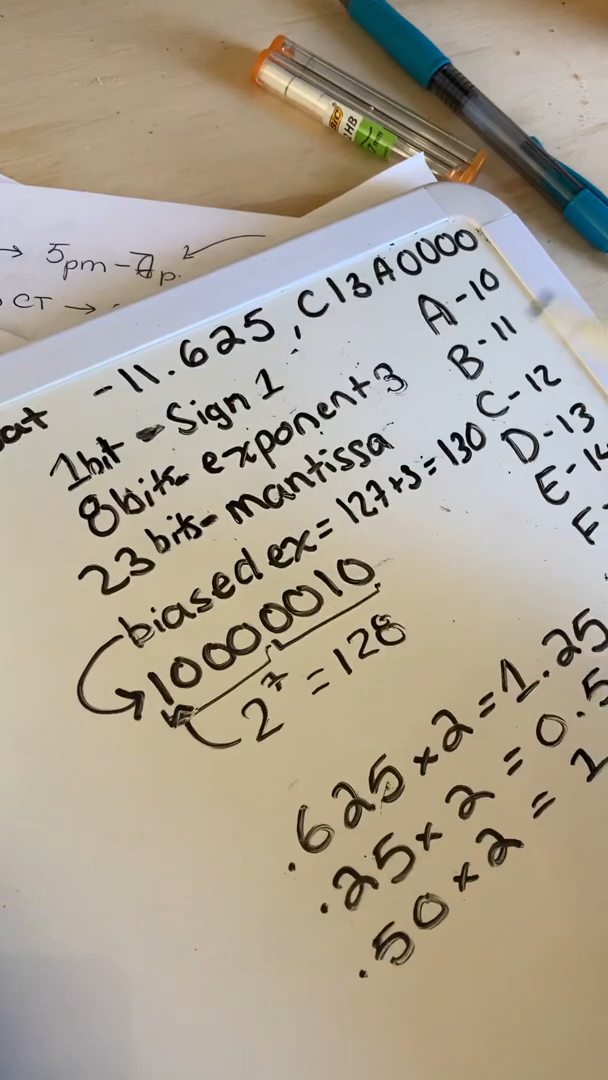 BIC
HB
7 mm
→ 5pm - 7p.
CT →
-11.625, C13A0000
1bit - Sign 1
8bits- exponent 3
23 bits- mantissa
biased ex = 127+3 = 130
10000010
2^7 = 128
A-10
B-11
C-12
D-13
E-14
F-
.625 × 2 = 1.25
.25 × 2 = 0.5
.50 × 2 = 1